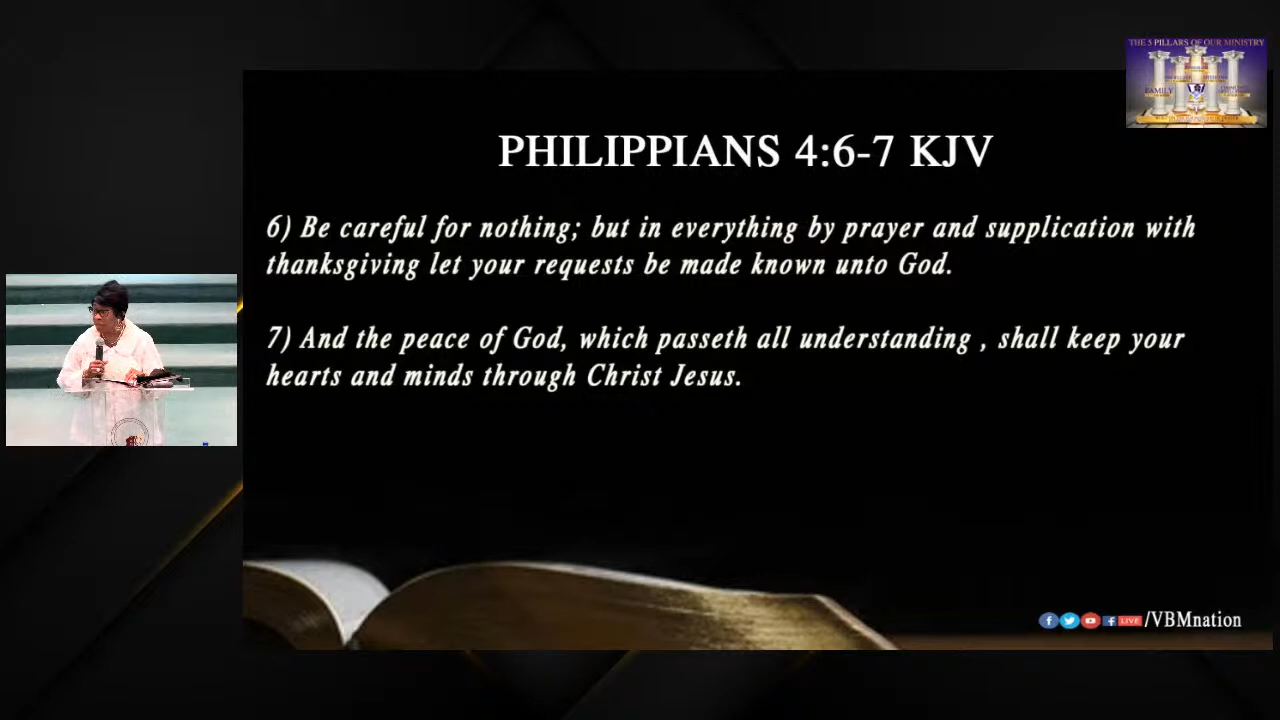 THE 5 PILLARS OF OUR MINISTRY
FAMILY
PHILIPPIANS 4:6-7 KJV
6) Be careful for nothing; but in everything by prayer and supplication with
thanksgiving let your requests be made known unto God.
7) And the peace of God, which passeth all understanding , shall keep your
hearts and minds through Christ Jesus.
LIVE /VBMnation